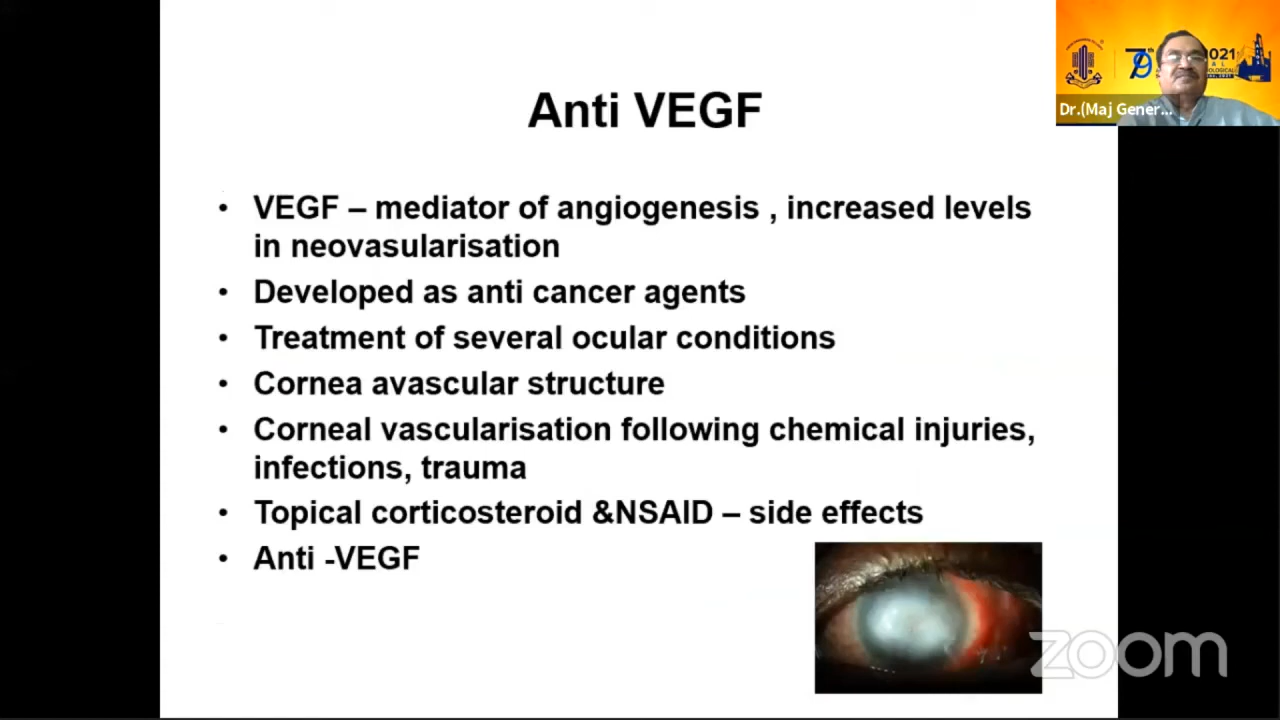 Anti VEGF
• VEGF – mediator of angiogenesis , increased levels
in neovasularisation
• Developed as anti cancer agents
• Treatment of several ocular conditions
• Cornea avascular structure
• Corneal vascularisation following chemical injuries,
infections, trauma
• Topical corticosteroid &NSAID – side effects
• Anti -VEGF
Dr.(Maj Gener...
zoom